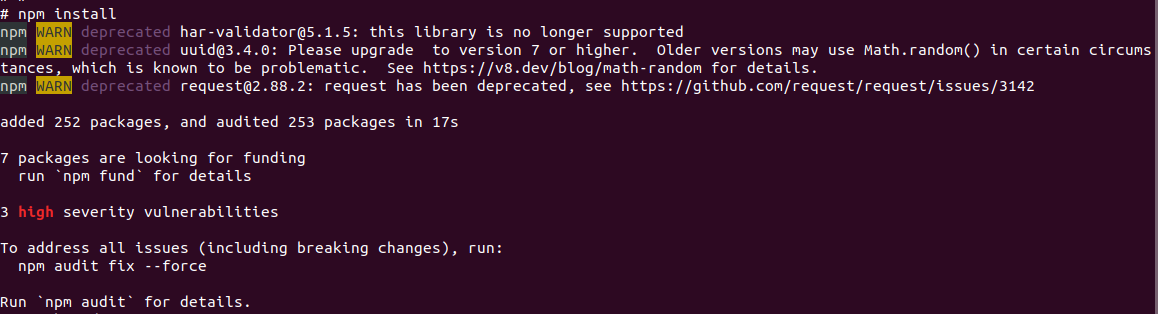 # npm install
npm WARN deprecated har-validator@5.1.5: this library is no longer supported
npm WARN deprecated uuid@3.4.0: Please upgrade  to version 7 or higher.  Older versions may use Math.random() in certain circums
tances, which is known to be problematic.  See https://v8.dev/blog/math-random for details.
npm WARN deprecated request@2.88.2: request has been deprecated, see https://github.com/request/request/issues/3142
added 252 packages, and audited 253 packages in 17s
7 packages are looking for funding
  run `npm fund` for details
3 high severity vulnerabilities
To address all issues (including breaking changes), run:
  npm audit fix --force
Run `npm audit` for details.